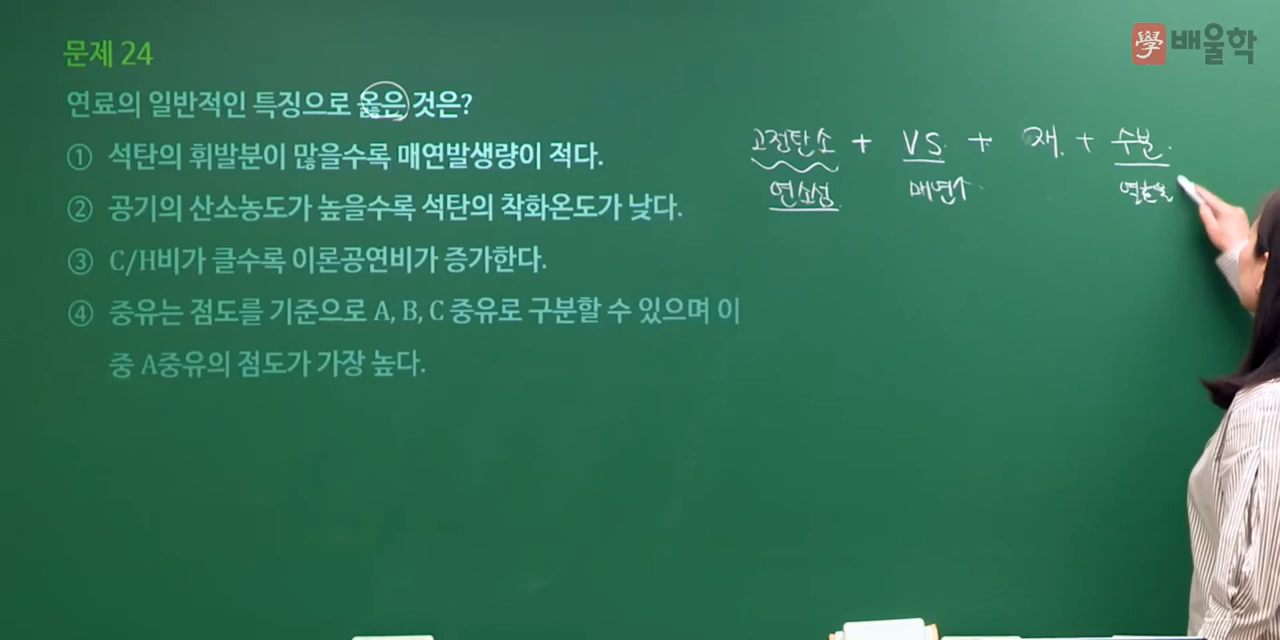 學 배울학
문제 24
연료의 일반적인 특징으로 옳은 것은?
① 석탄의 휘발분이 많을수록 매연발생량이 적다.
② 공기의 산소농도가 높을수록 석탄의 착화온도가 낮다.
③ C/H비가 클수록 이론공연비가 증가한다.
④ 중유는 점도를 기준으로 A, B, C 중유로 구분할 수 있으며 이
중 A중유의 점도가 가장 높다.
고정탄소 + VS + 재 + 수분
연소성 매연↑